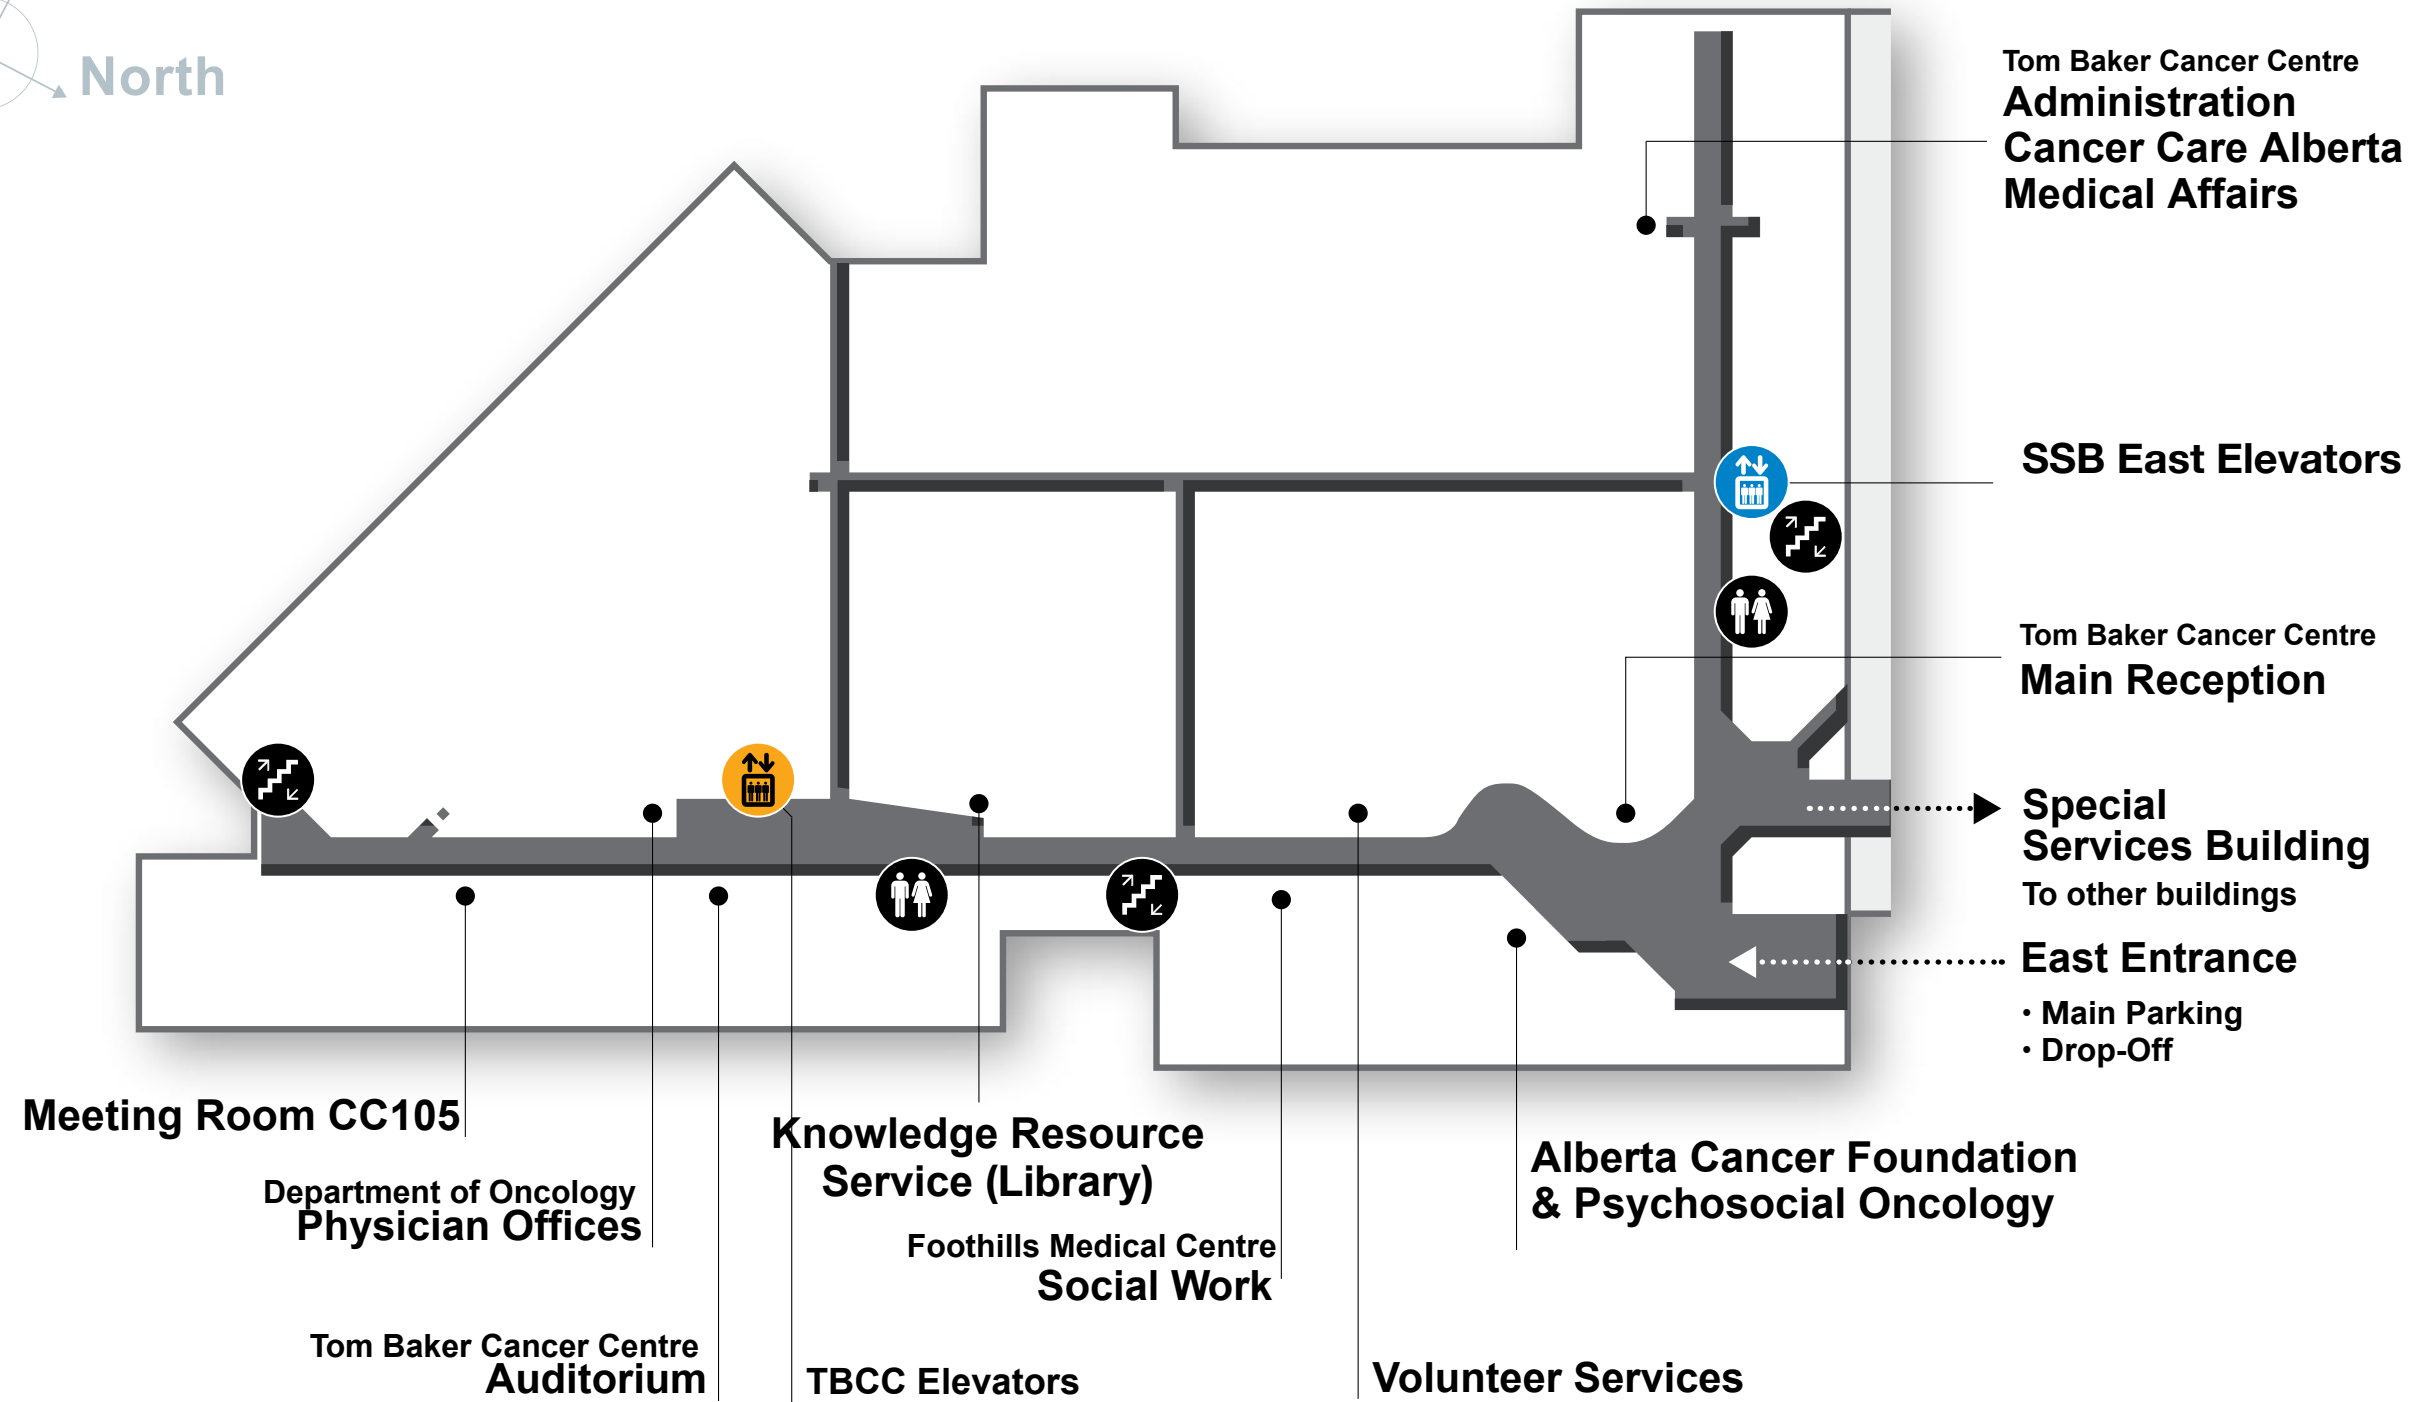 North
Tom Baker Cancer Centre
Administration
Cancer Care Alberta
Medical Affairs
SSB East Elevators
Tom Baker Cancer Centre
Main Reception
Special
Services Building
To other buildings
East Entrance
• Main Parking
• Drop-Off
Meeting Room CC105
Department of Oncology
Physician Offices
Tom Baker Cancer Centre
Auditorium
TBCC Elevators
Knowledge Resource
Service (Library)
Foothills Medical Centre
Social Work
Volunteer Services
Alberta Cancer Foundation
& Psychosocial Oncology